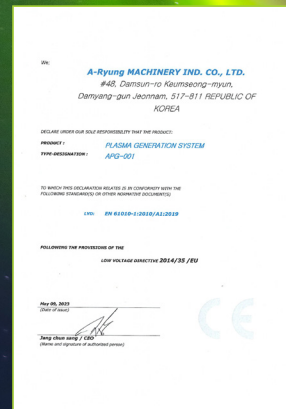 We;
A-Ryung MACHINERY IND. CO., LTD.
#48, Damsun-ro Keumseong-myun,
Damyang-gun Jeonnam, 517-811 REPUBLIC OF
KOREA
DECLARE UNDER OUR SOLE RESPONSIBILITY THAT THE PRODUCT:
PRODUCT :
PLASMA GENERATION SYSTEM
TYPE-DESIGNATION :
APG-001
TO WHICH THIS DECLARATION RELATES IS IN CONFORMITY WITH THE
FOLLOWING STANDARD(S) OR OTHER NORMATIVE DOCUMENT(S)
LVD: EN 61010-1:2010/A1:2019
FOLLOWING THE PROVISIONS OF THE
LOW VOLTAGE DIRECTIVE 2014/35 /EU
May 09, 2023
(Date of issue)
Jang chun sang / CEO
(Name and signature of authorized person)
CE